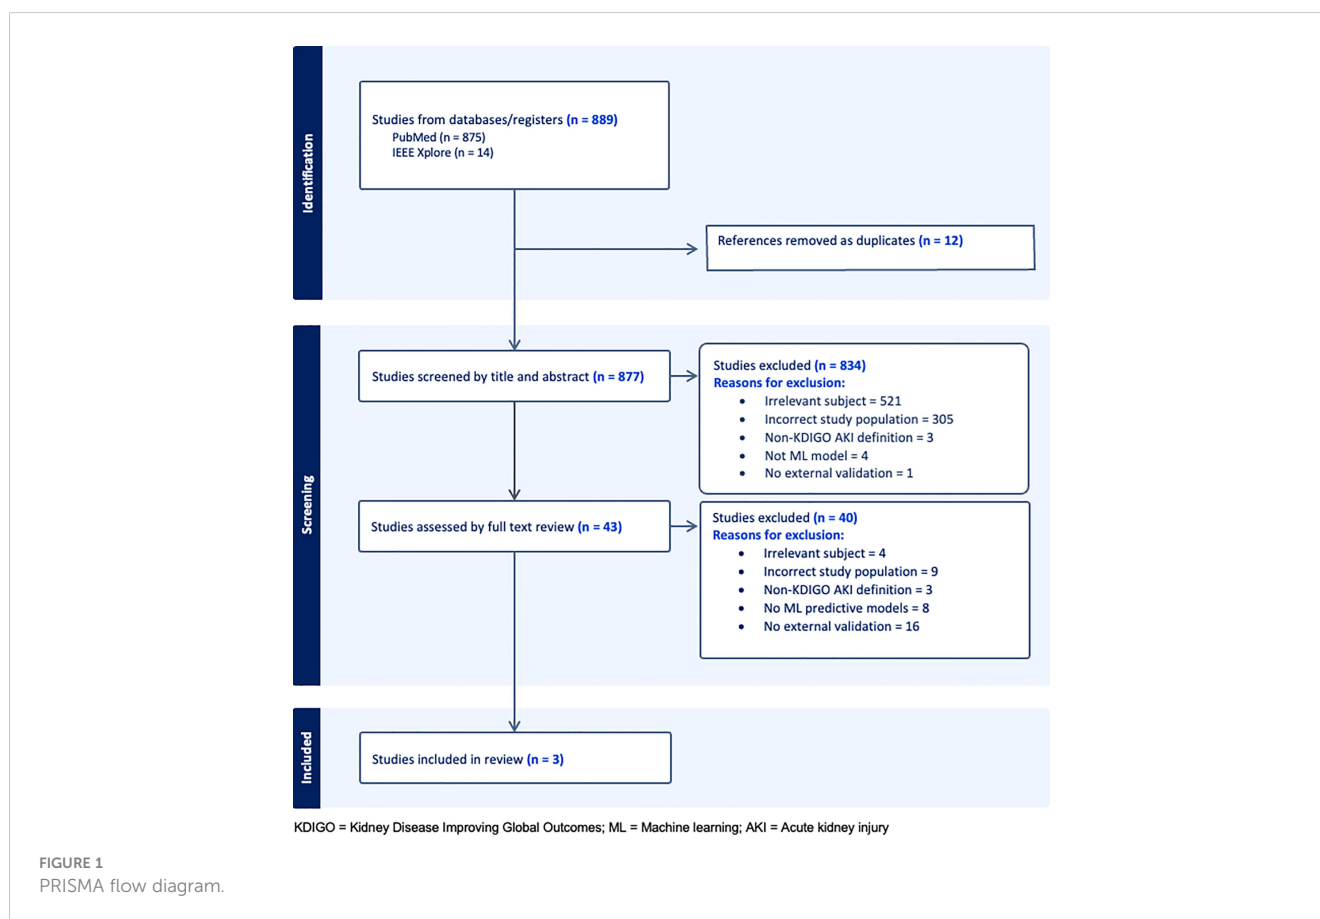 Identification
Studies from databases/registers (n = 889)
PubMed (n = 875)
IEEE Xplore (n = 14)
References removed as duplicates (n = 12)
Screening
Studies screened by title and abstract (n = 877)
Studies excluded (n = 834)
Reasons for exclusion:
• Irrelevant subject = 521
• Incorrect study population = 305
• Non-KDIGO AKI definition = 3
• Not ML model = 4
• No external validation = 1
Studies assessed by full text review (n = 43)
Studies excluded (n = 40)
Reasons for exclusion:
• Irrelevant subject = 4
• Incorrect study population = 9
• Non-KDIGO AKI definition = 3
• No ML predictive models = 8
• No external validation = 16
Included
Studies included in review (n = 3)
KDIGO = Kidney Disease Improving Global Outcomes; ML = Machine learning; AKI = Acute kidney injury
FIGURE 1
PRISMA flow diagram.